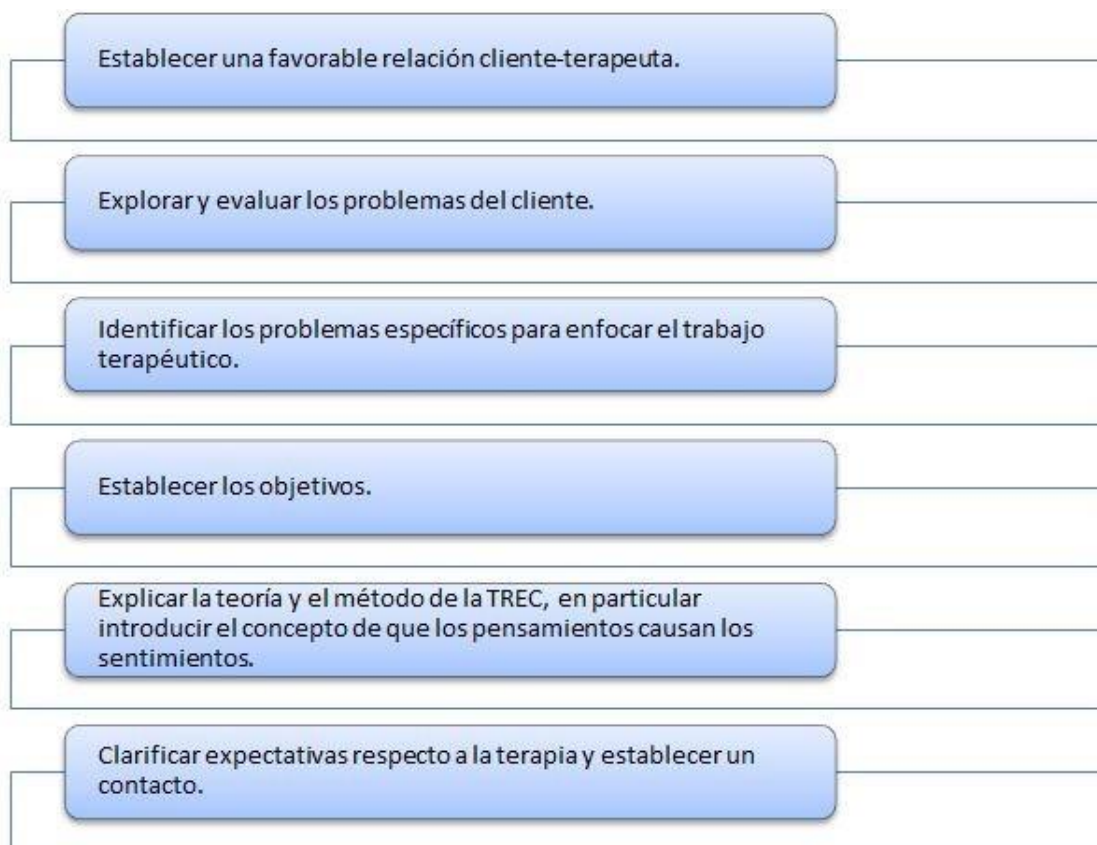 Establecer una favorable relación cliente-terapeuta.
Explorar y evaluar los problemas del cliente.
Identificar los problemas específicos para enfocar el trabajo
terapéutico.
Establecer los objetivos.
Explicar la teoría y el método de la TREC, en particular
introducir el concepto de que los pensamientos causan los
sentimientos.
Clarificar expectativas respecto a la terapia y establecer un
contacto.